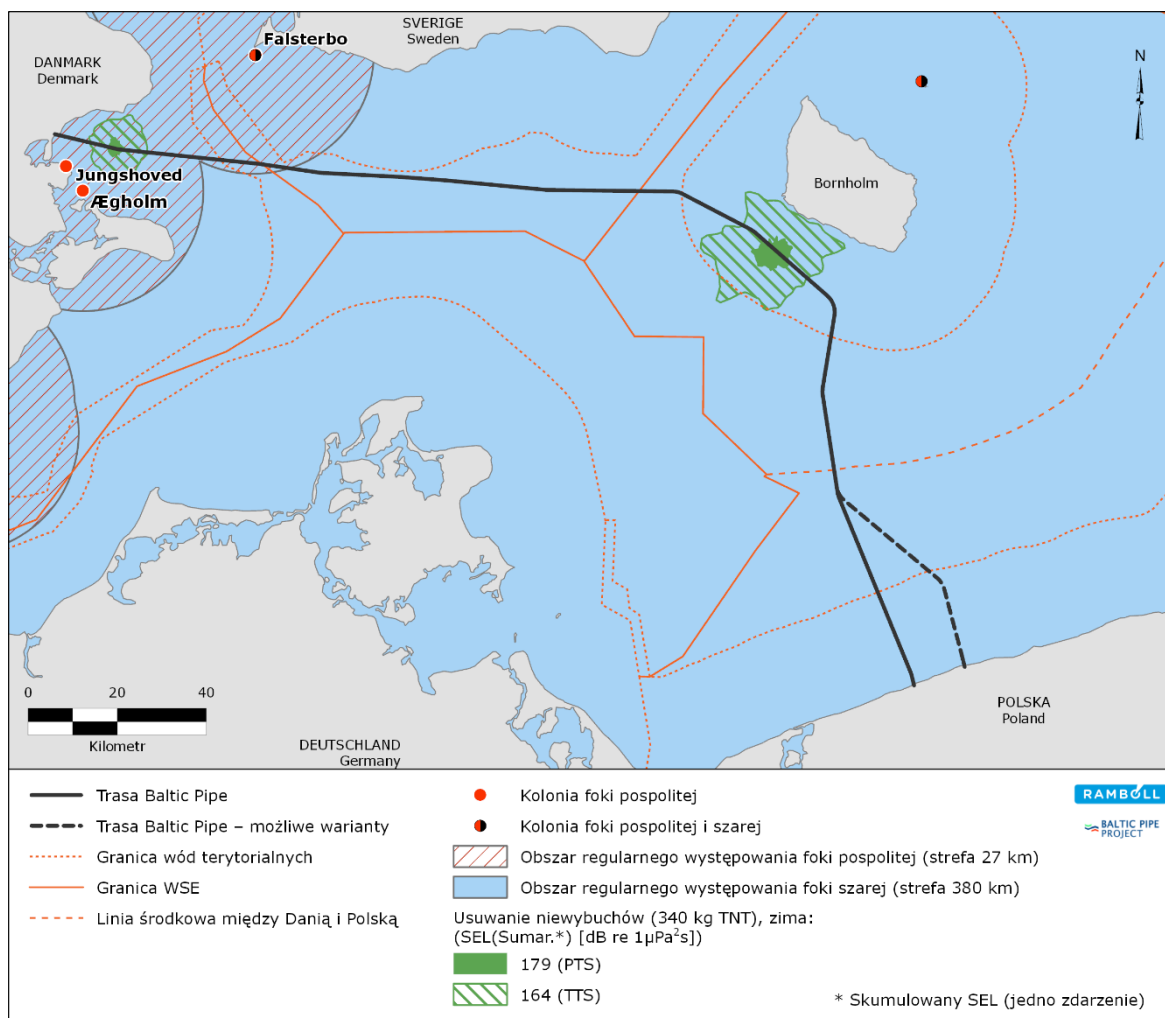 SVERIGE
Sweden
Falsterbo
DANMARK
Denmark
N
Jungshoved
Ægholm
Bornholm
0 20 40
Kilometr
DEUTSCHLAND
Germany
POLSKA
Poland
Trasa Baltic Pipe
Trasa Baltic Pipe – możliwe warianty
Granica wód terytorialnych
Granica WSE
Linia środkowa między Danią i Polską
Kolonia foki pospolitej
Kolonia foki pospolitej i szarej
Obszar regularnego występowania foki pospolitej (strefa 27 km)
Obszar regularnego występowania foki szarej (strefa 380 km)
Usuwanie niewybuchów (340 kg TNT), zima:
(SEL(Sumar.*) [dB re 1µPa²s])
179 (PTS)
164 (TTS)
RAMBOLL
BALTIC PIPE
PROJECT
* Skumulowany SEL (jedno zdarzenie)